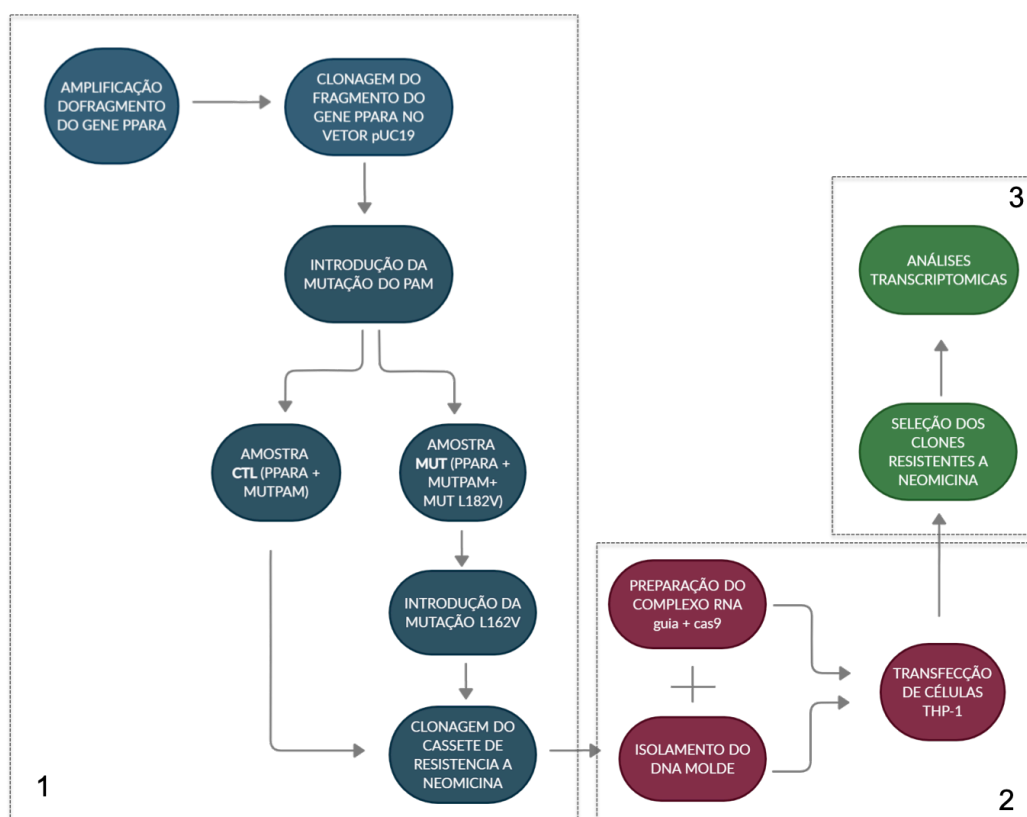 AMPLIFICAÇÃO
DOFRAGMENTO
DO GENE PPARA
CLONAGEM DO
FRAGMENTO DO
GENE PPARA NO
VETOR pUC19
INTRODUÇÃO DA
MUTAÇÃO DO PAM
AMOSTRA
CTL (PPARA +
MUTPAM)
AMOSTRA
MUT (PPARA +
MUTPAM+
MUT L182V)
INTRODUÇÃO DA
MUTAÇÃO L162V
CLONAGEM DO
CASSETE DE
RESISTENCIA A
NEOMICINA
1
PREPARAÇÃO DO
COMPLEXO RNA
guia + cas9
ISOLAMENTO DO
DNA MOLDE
TRANSFECÇÃO
DE CÉLULAS
THP-1
2
3
ANÁLISES
TRANSCRIPTOMICAS
SELEÇÃO DOS
CLONES
RESISTENTES A
NEOMICINA